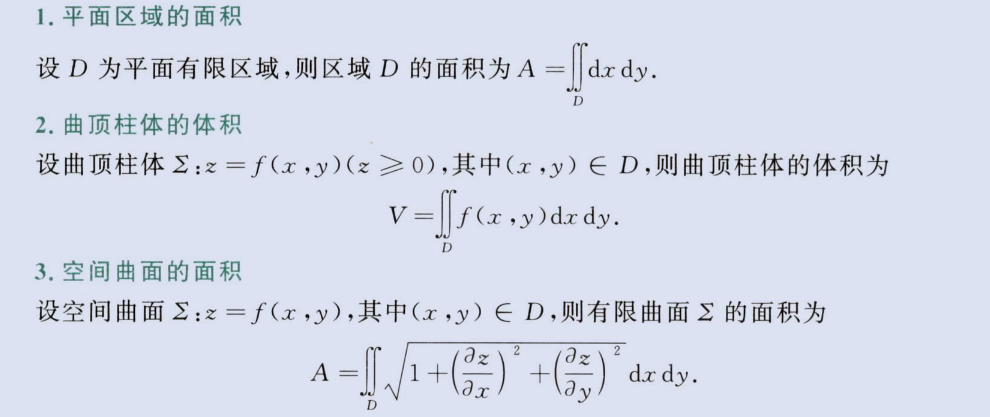 1. 平面区域的面积
设 D 为平面有限区域,则区域 D 的面积为 A = ∬_D dx dy.
2. 曲顶柱体的体积
设曲顶柱体 Σ:z = f(x,y)(z ⩾ 0),其中(x,y) ∈ D,则曲顶柱体的体积为
V = ∬_D f(x,y)dx dy.
3. 空间曲面的面积
设空间曲面 Σ:z = f(x,y),其中(x,y) ∈ D,则有限曲面 Σ 的面积为
A = ∬_D √(1+(∂z/∂x)²+(∂z/∂y)²) dx dy.